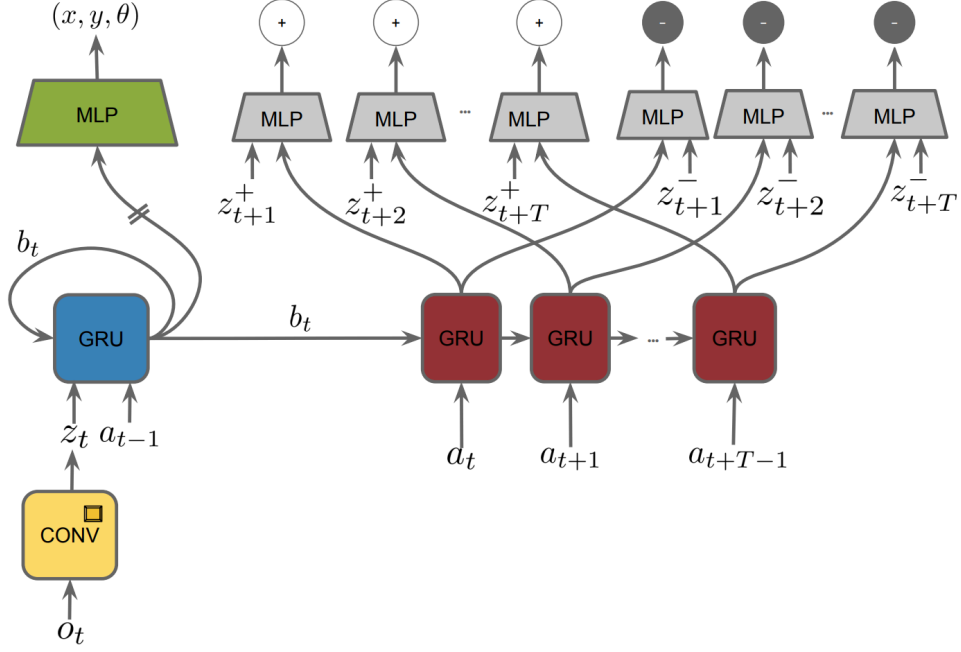 (x, y, θ)
+ + + - - -
MLP MLP MLP ... MLP MLP MLP ... MLP
z⁺ₜ₊₁ z⁺ₜ₊₂ z⁺ₜ₊T z⁻ₜ₊₁ z⁻ₜ₊₂ z⁻ₜ₊T
bₜ
bₜ
GRU GRU GRU ... GRU
zₜ aₜ₋₁
aₜ aₜ₊₁ aₜ₊T₋₁
CONV
oₜ